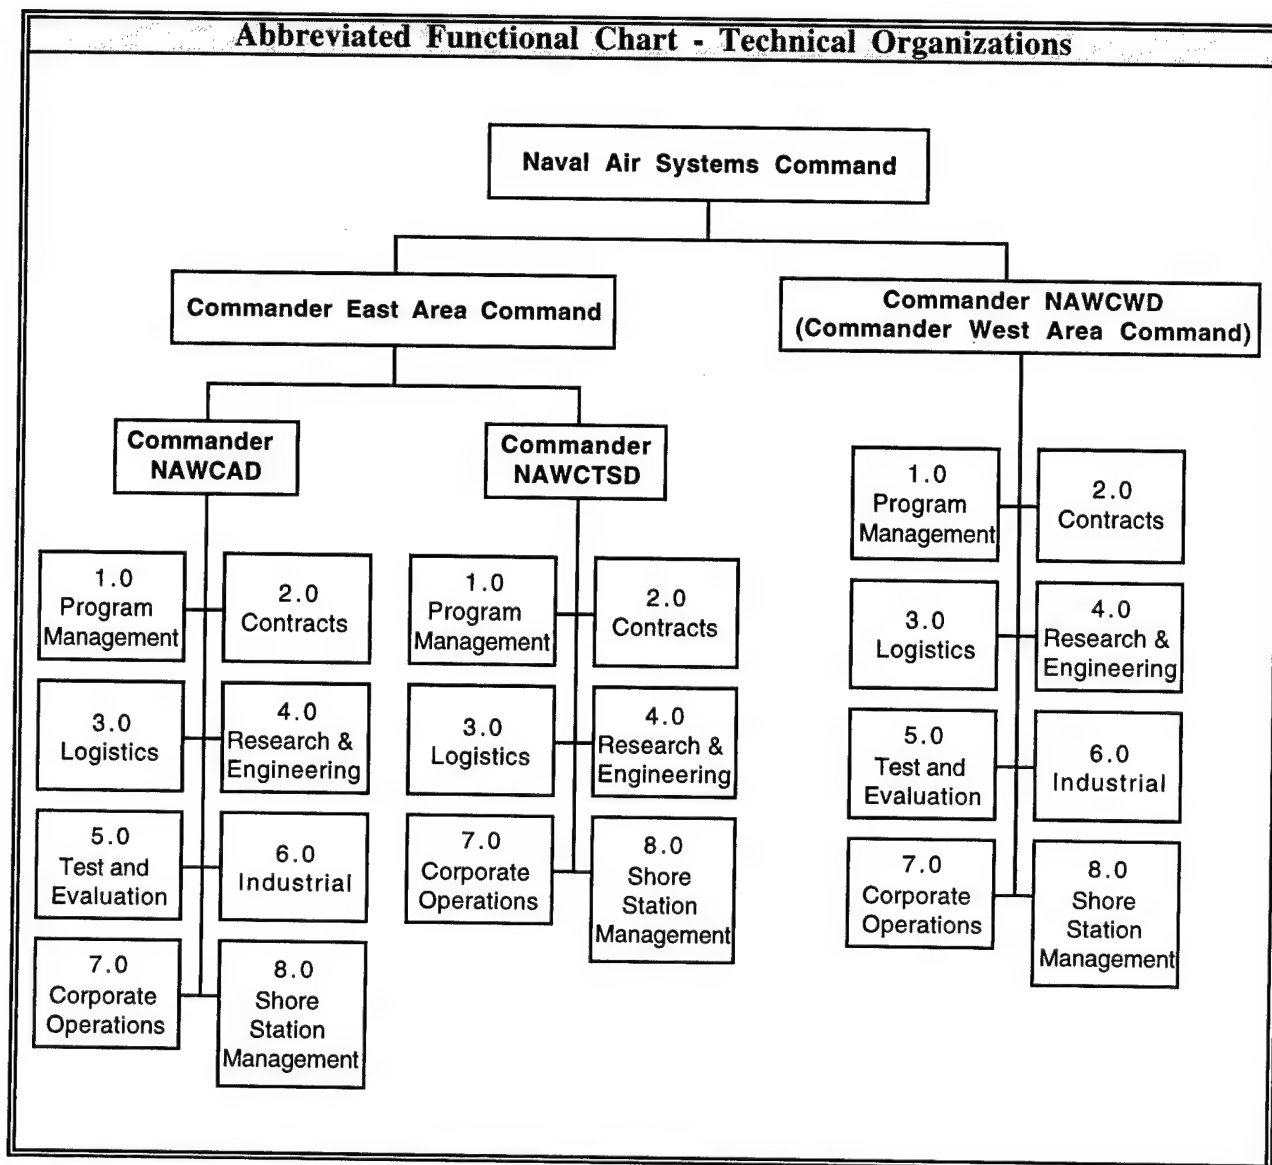 Abbreviated Functional Chart - Technical Organizations
Naval Air Systems Command
Commander East Area Command
Commander NAWCWD
(Commander West Area Command)
Commander
NAWCAD
Commander
NAWCTSD
1.0
Program
Management
2.0
Contracts
3.0
Logistics
4.0
Research &
Engineering
5.0
Test and
Evaluation
6.0
Industrial
7.0
Corporate
Operations
8.0
Shore
Station
Management
1.0
Program
Management
2.0
Contracts
3.0
Logistics
4.0
Research &
Engineering
7.0
Corporate
Operations
8.0
Shore
Station
Management
1.0
Program
Management
2.0
Contracts
3.0
Logistics
4.0
Research &
Engineering
5.0
Test and
Evaluation
6.0
Industrial
7.0
Corporate
Operations
8.0
Shore
Station
Management